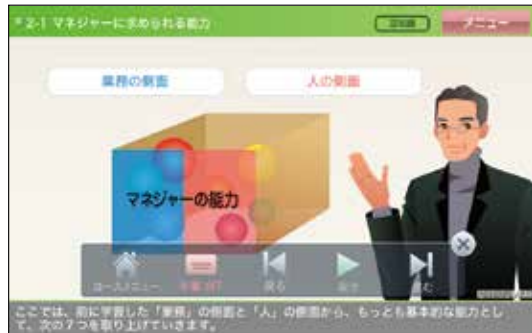 2-1 マネジャーに求められる能力
メニュー
業務の側面
人の側面
マネジャーの能力
コースメニュー
字幕 OFF
戻る
ここでは、前に学習した「業務」の側面と「人」の側面から、もっとも基本的な能力とし
て、次の7つを取り上げていきます。